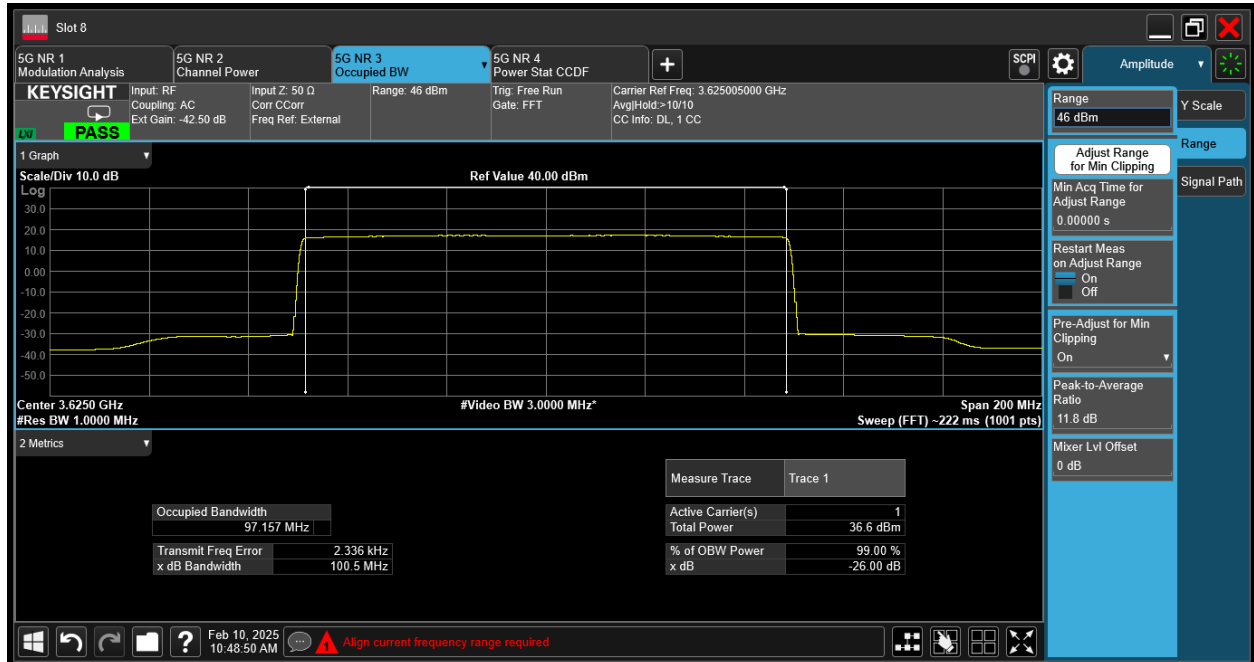 Slot 8
5G NR 1
Modulation Analysis
5G NR 2
Channel Power
5G NR 3
Occupied BW
5G NR 4
Power Stat CCDF
SCPI
Amplitude
KEYSIGHT
LXI
PASS
Input: RF
Coupling: AC
Ext Gain: -42.50 dB
Input Z: 50 Ω
Corr CCorr
Freq Ref: External
Range: 46 dBm
Trig: Free Run
Gate: FFT
Carrier Ref Freq: 3.625005000 GHz
Avg|Hold:>10/10
CC Info: DL, 1 CC
1 Graph
Scale/Div 10.0 dB
Ref Value 40.00 dBm
Log
30.0
20.0
10.0
0.00
-10.0
-20.0
-30.0
-40.0
-50.0
Center 3.6250 GHz
#Video BW 3.0000 MHz*
Span 200 MHz
#Res BW 1.0000 MHz
Sweep (FFT) ~222 ms (1001 pts)
2 Metrics
Measure Trace Trace 1
Occupied Bandwidth
97.157 MHz
Active Carrier(s) 1
Total Power 36.6 dBm
Transmit Freq Error 2.336 kHz
x dB Bandwidth 100.5 MHz
% of OBW Power 99.00 %
x dB -26.00 dB
Range
46 dBm
Adjust Range
for Min Clipping
Min Acq Time for
Adjust Range
0.00000 s
Restart Meas
on Adjust Range
On
Off
Pre-Adjust for Min
Clipping
On
Peak-to-Average
Ratio
11.8 dB
Mixer Lvl Offset
0 dB
Y Scale
Range
Signal Path
?
Feb 10, 2025
10:48:50 AM
1
Align current frequency range required